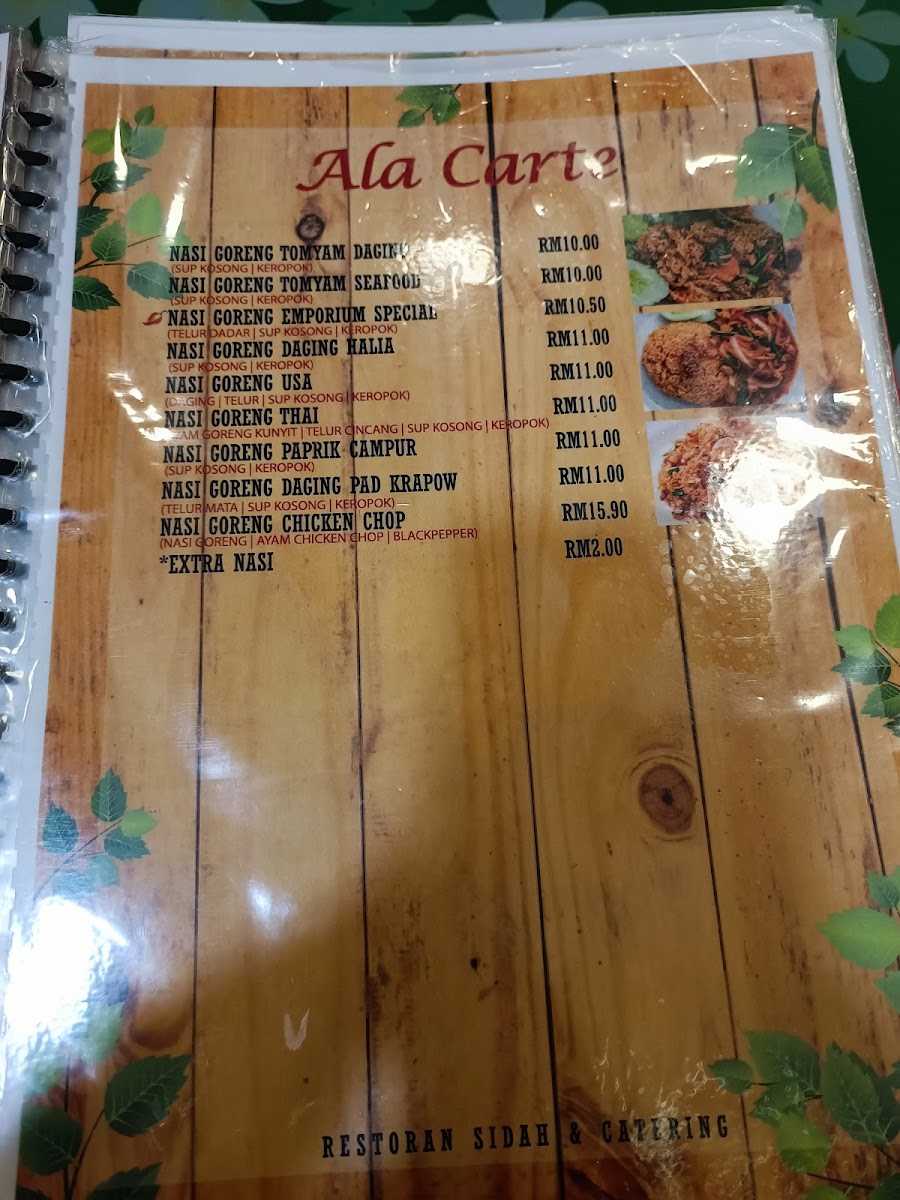 Ala Carte
NASI GORENG TOMYAM DAGING RM10.00
(SUP KOSONG | KEROPOK)
NASI GORENG TOMYAM SEAFOOD RM10.00
(SUP KOSONG | KEROPOK)
NASI GORENG EMPORIUM SPECIAL RM10.50
(TELUR DADAR | SUP KOSONG | KEROPOK)
NASI GORENG DAGING HALIA RM11.00
(SUP KOSONG | KEROPOK)
NASI GORENG USA RM11.00
(DAGING | TELUR | SUP KOSONG | KEROPOK)
NASI GORENG THAI RM11.00
(AYAM GORENG KUNYIT | TELUR CINCANG | SUP KOSONG | KEROPOK)
NASI GORENG PAPRIK CAMPUR RM11.00
(SUP KOSONG | KEROPOK)
NASI GORENG DAGING PAD KRAPOW RM11.00
(TELUR MATA | SUP KOSONG | KEROPOK)
NASI GORENG CHICKEN CHOP RM15.90
(NASI GORENG | AYAM CHICKEN CHOP | BLACKPEPPER)
*EXTRA NASI RM2.00
RESTORAN SIDAH & CATERING